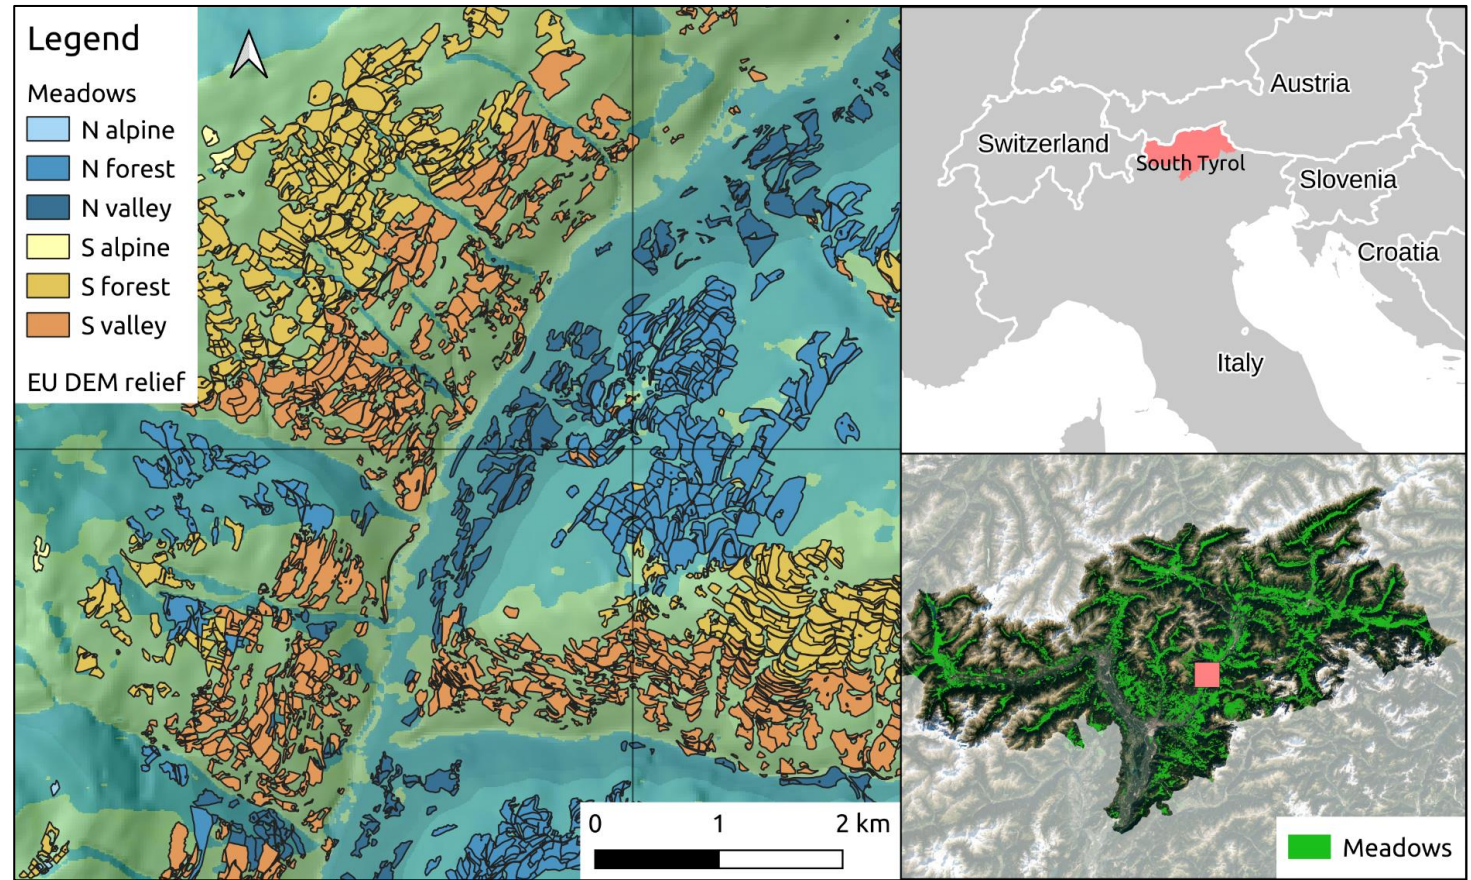 Legend
Meadows
N alpine
N forest
N valley
S alpine
S forest
S valley
EU DEM relief
0 1 2 km
Austria
Switzerland
South Tyrol
Slovenia
Croatia
Italy
Meadows